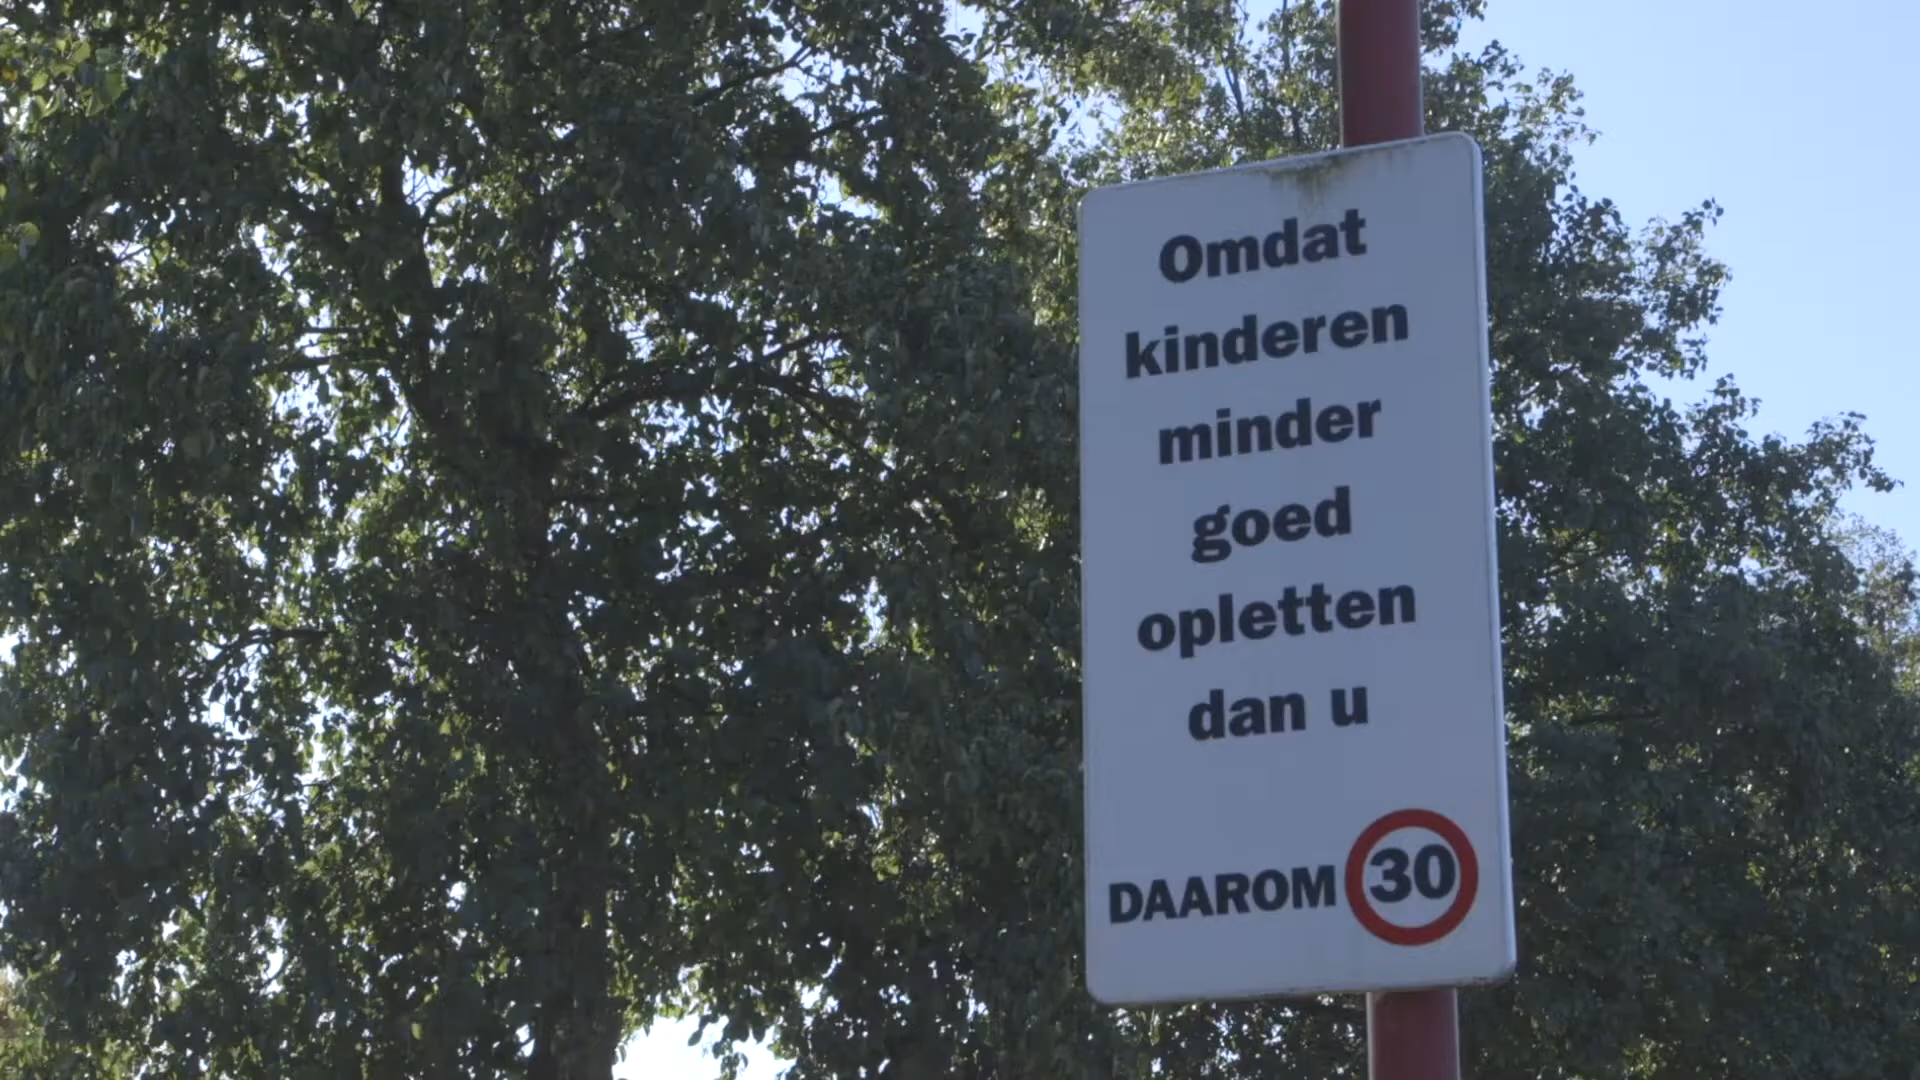 Omdat
kinderen
minder
goed
opletten
dan u
DAAROM 30